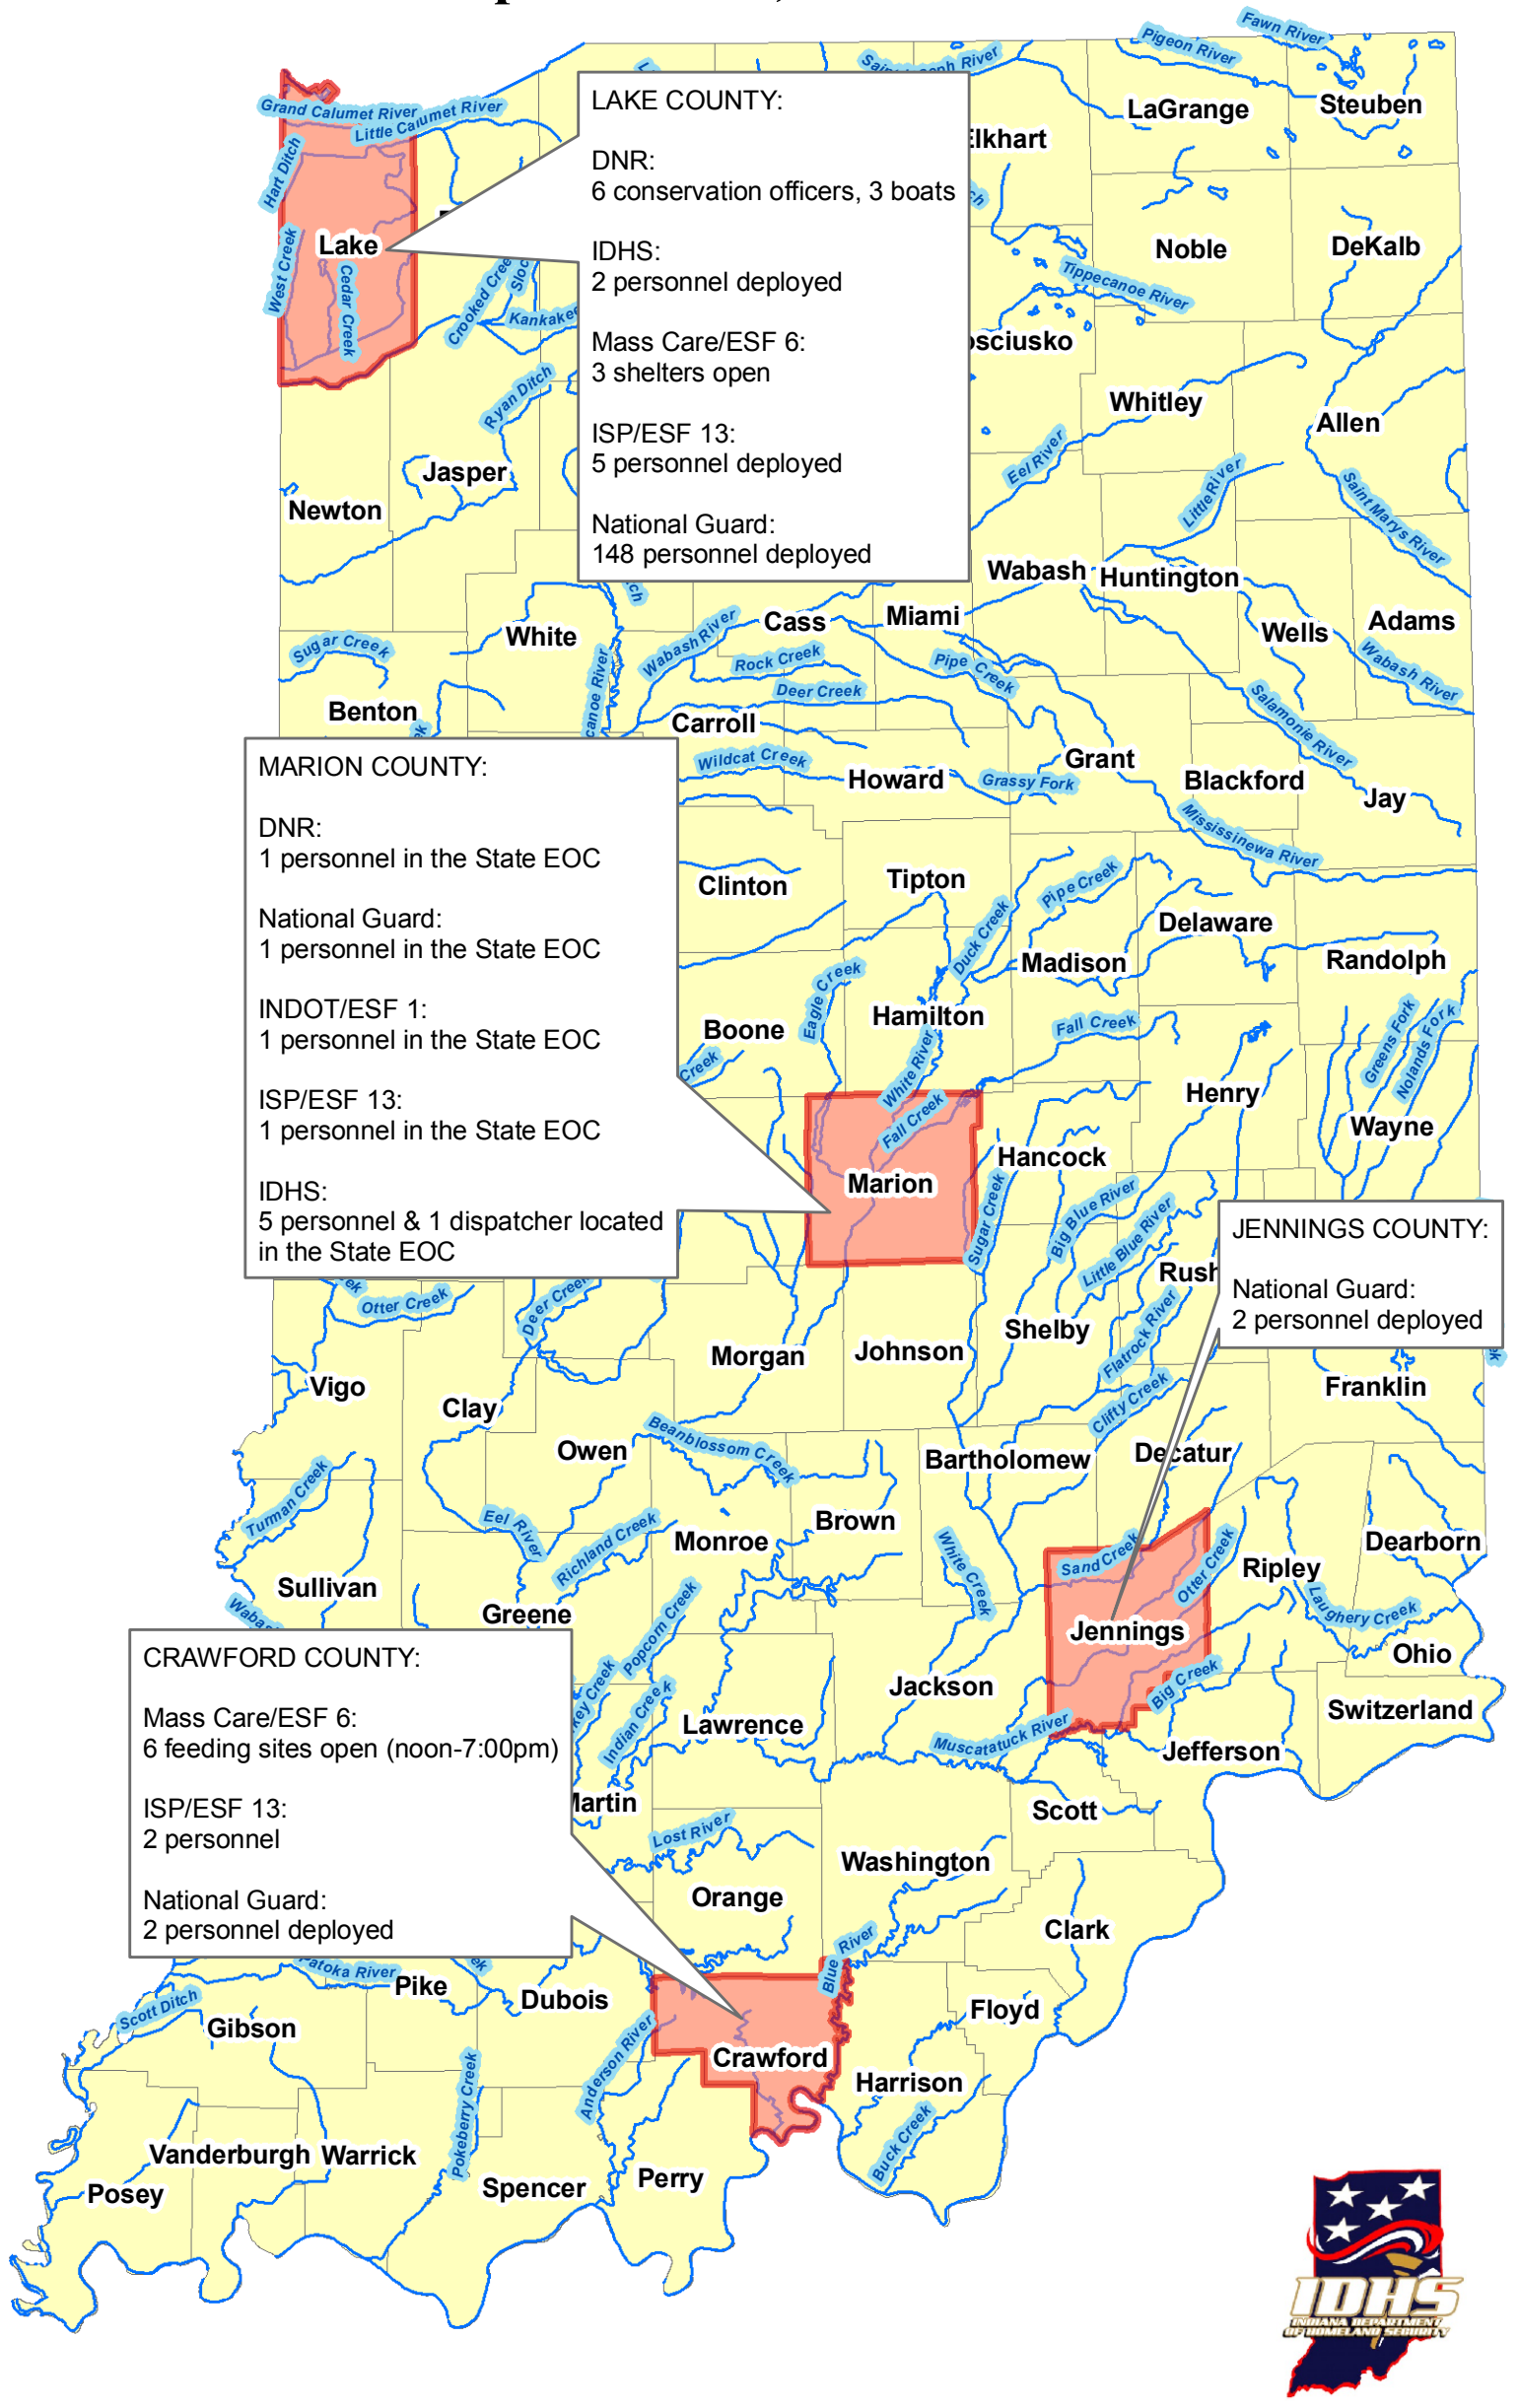 Fawn River
Pigeon River
LaGrange
Steuben
Grand Calumet River
Little Calumet River
Hart Ditch
Lake
West Creek
Cedar Creek
LAKE COUNTY:
DNR:
6 conservation officers, 3 boats
IDHS:
2 personnel deployed
Mass Care/ESF 6:
3 shelters open
ISP/ESF 13:
5 personnel deployed
National Guard:
148 personnel deployed
River
Noble
DeKalb
Tippecanoe River
Whitley
Allen
Ryan Ditch
Jasper
Newton
Eel River
Little River
Saint Marys River
Wabash
Huntington
Wells
Adams
Wabash River
White
Sugar Creek
Benton
Wabash River
Cass
Miami
Rock Creek
Pipe Creek
Deer Creek
Carroll
Salamonie River
Wildcat Creek
Howard
Grassy Fork
Grant
Blackford
Jay
Mississinewa River
MARION COUNTY:
DNR:
1 personnel in the State EOC
National Guard:
1 personnel in the State EOC
INDOT/ESF 1:
1 personnel in the State EOC
ISP/ESF 13:
1 personnel in the State EOC
IDHS:
5 personnel & 1 dispatcher located
in the State EOC
Clinton
Tipton
Pipe Creek
Duck Creek
Delaware
Madison
Randolph
Eagle Creek
Hamilton
Boone
Creek
White River
Fall Creek
Fall Creek
Greens Fork
Nolands Fork
Henry
Wayne
Marion
Hancock
Sugar Creek
Big Blue River
Little Blue River
Rush
JENNINGS COUNTY:
National Guard:
2 personnel deployed
Otter Creek
Deer Creek
Shelby
Flatrock River
Morgan
Johnson
Vigo
Clay
Clifty Creek
Franklin
Owen
Beanblossom Creek
Bartholomew
Decatur
Turman Creek
Eel River
Richland Creek
Monroe
Brown
White Creek
Sand Creek
Otter Creek
Ripley
Dearborn
Sullivan
Greene
Popcorn Creek
Jennings
Laughery Creek
Ohio
Indian Creek
Lawrence
Jackson
Big Creek
Switzerland
Muscatatuck River
Jefferson
CRAWFORD COUNTY:
Mass Care/ESF 6:
6 feeding sites open (noon-7:00pm)
ISP/ESF 13:
2 personnel
National Guard:
2 personnel deployed
Scott
Lost River
Washington
Orange
Clark
Blue River
Pike
Dubois
Scott Ditch
Gibson
Floyd
Anderson River
Crawford
Harrison
Pokeberry Creek
Buck Creek
Vanderburgh
Warrick
Posey
Spencer
Perry
IDHS
INDIANA DEPARTMENT
OF HOMELAND SECURITY